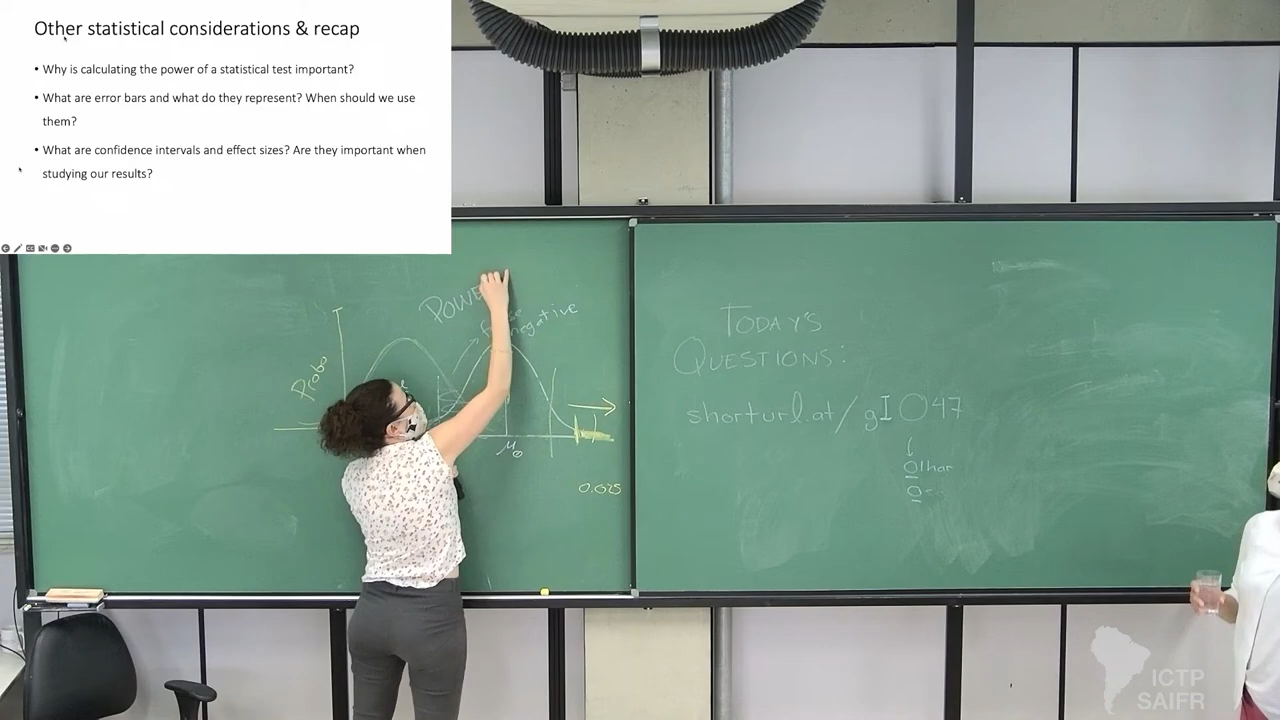 Other statistical considerations & recap
• Why is calculating the power of a statistical test important?
• What are error bars and what do they represent? When should we use
them?
• What are confidence intervals and effect sizes? Are they important when
studying our results?
POWE
negative
Prob
μ₀
0.025
TODAY'S
QUESTIONS:
shorturl.at/gIO47
Olhar
ICTP
SAIFR